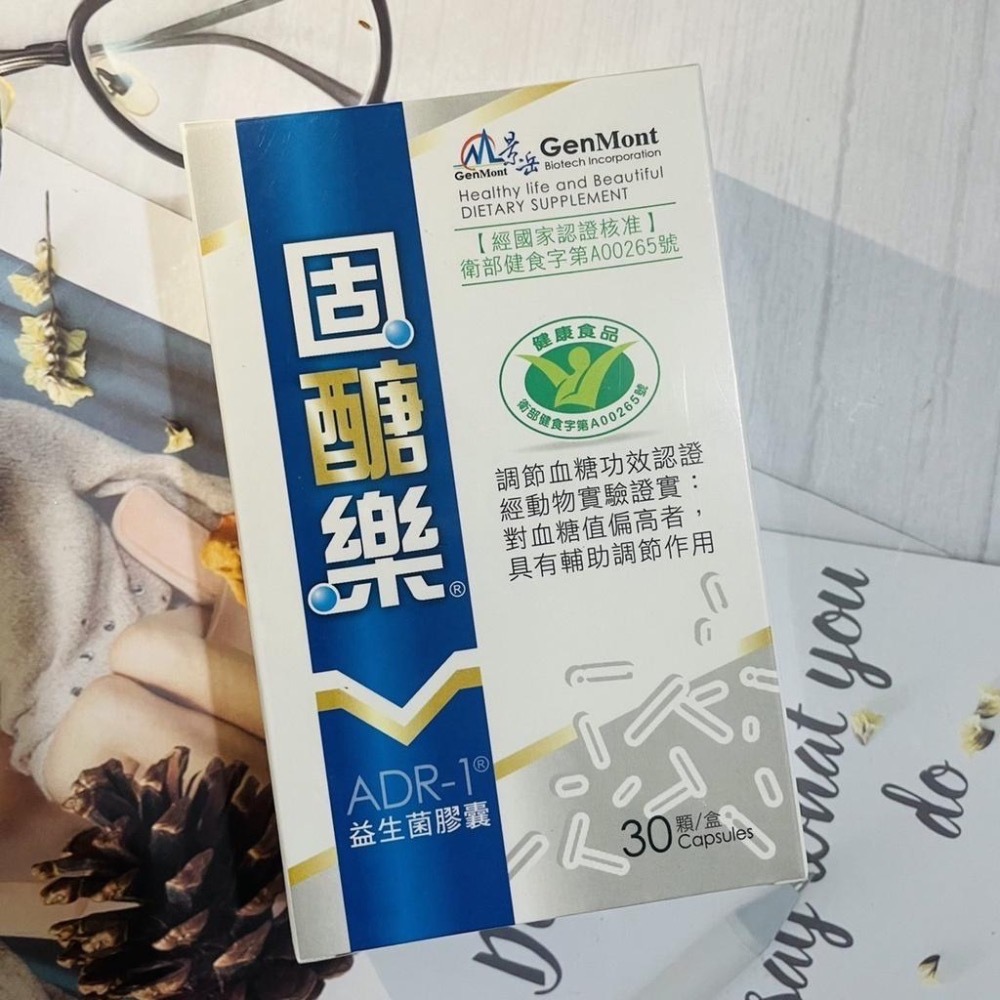 GenMont
景岳
GenMont
Biotech Incorporation
Healthy life and Beautiful
DIETARY SUPPLEMENT
【經國家認證核准】
衛部健食字第A00265號
健康食品
衛部健食字第A00265號
調節血糖功效認證
經動物實驗證實：
對血糖值偏高者，
具有輔助調節作用
固醣樂®
ADR-1®
益生菌膠囊
30顆/盒
Capsules
say what you
do